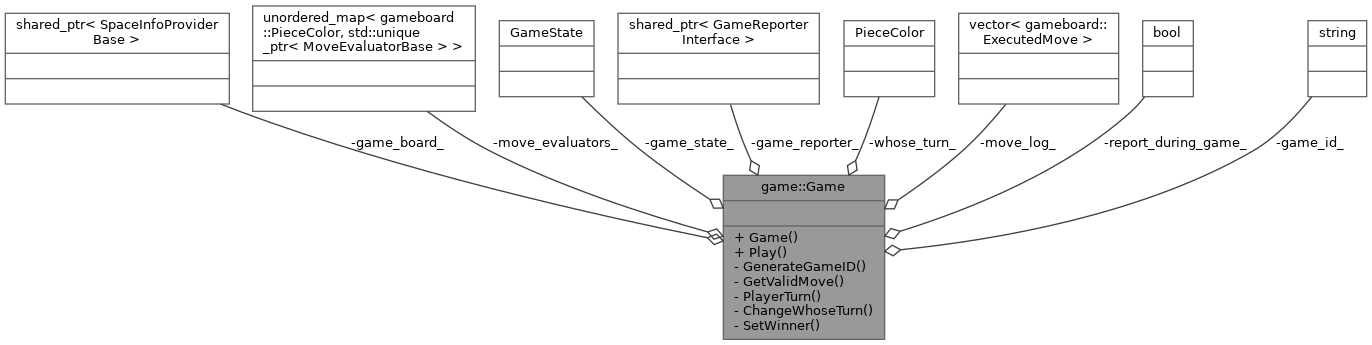 shared_ptr< SpaceInfoProvider
Base >
unordered_map< gameboard
::PieceColor, std::unique
_ptr< MoveEvaluatorBase > >
GameState
shared_ptr< GameReporter
Interface >
PieceColor
vector< gameboard::
ExecutedMove >
bool
string
-game_board_
-move_evaluators_
-game_state_
-game_reporter_
-whose_turn_
-move_log_
-report_during_game_
-game_id_
game::Game
+ Game()
+ Play()
- GenerateGameID()
- GetValidMove()
- PlayerTurn()
- ChangeWhoseTurn()
- SetWinner()